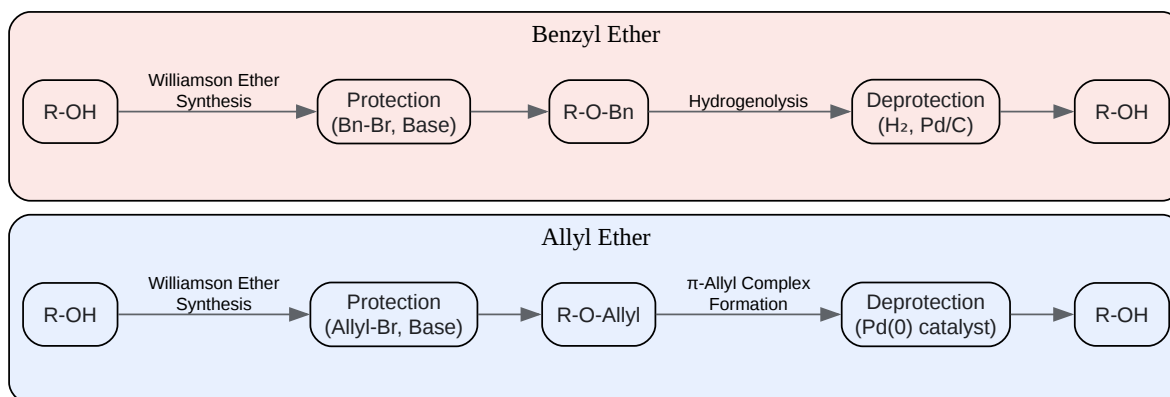 Benzyl Ether
R-OH
Williamson Ether
Synthesis
Protection
(Bn-Br, Base)
R-O-Bn
Hydrogenolysis
Deprotection
(H₂, Pd/C)
R-OH
Allyl Ether
R-OH
Williamson Ether
Synthesis
Protection
(Allyl-Br, Base)
R-O-Allyl
π-Allyl Complex
Formation
Deprotection
(Pd(0) catalyst)
R-OH